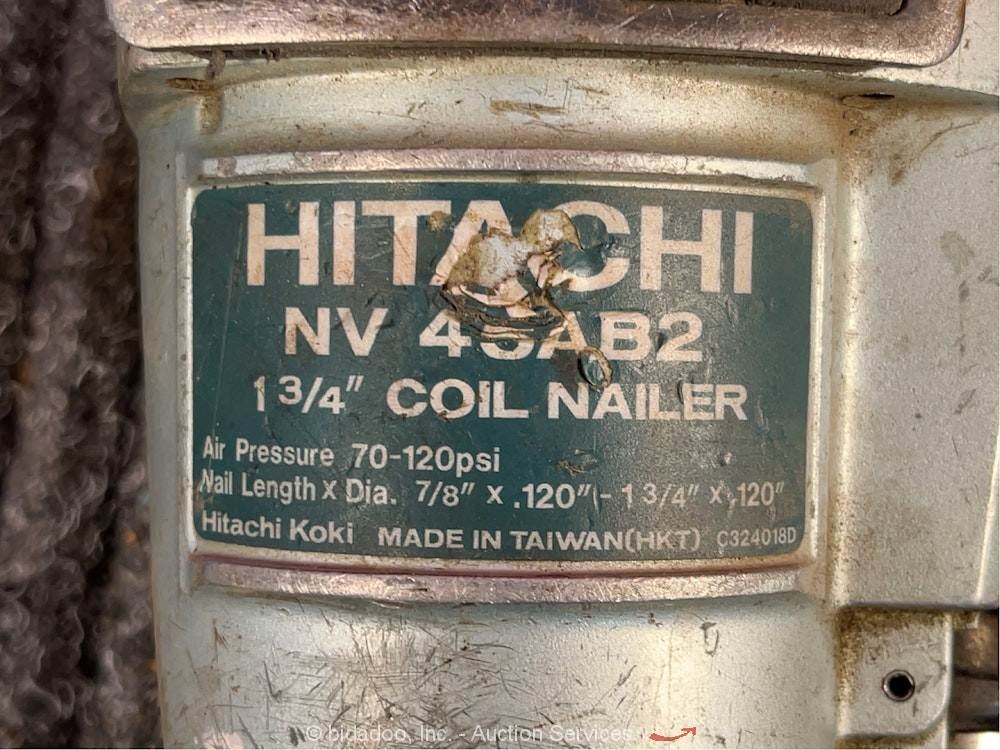 HITACHI
NV 45AB2
1 3/4" COIL NAILER
Air Pressure 70-120psi
Nail Length x Dia. 7/8" x .120" - 1 3/4" x .120"
Hitachi Koki MADE IN TAIWAN(HKT) C324018D
© bidadoo, Inc. - Auction Services